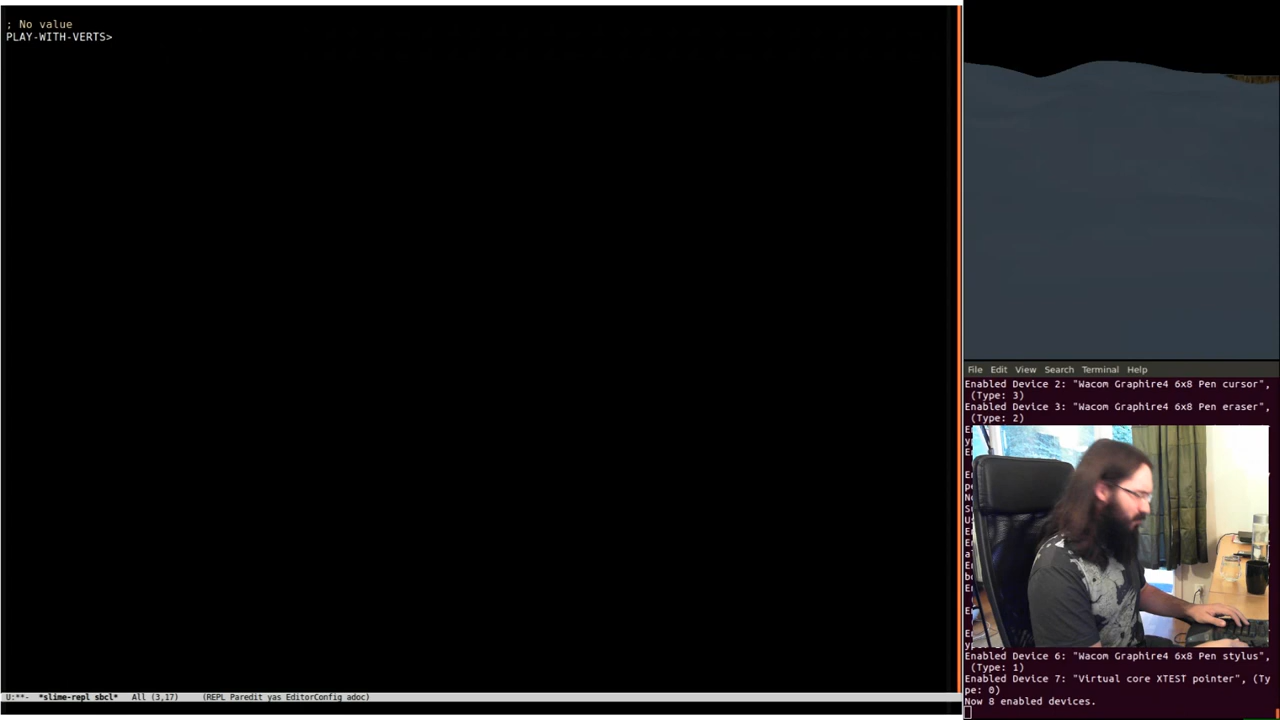 ; No value
PLAY-WITH-VERTS>
U:**-  *slime-repl sbcl*   All (3,17)     (REPL Paredit yas EditorConfig adoc)
File  Edit  View  Search  Terminal  Help
Enabled Device 2: "Wacom Graphire4 6x8 Pen cursor",
 (Type: 3)
Enabled Device 3: "Wacom Graphire4 6x8 Pen eraser",
 (Type: 2)
Enabled Device 6: "Wacom Graphire4 6x8 Pen stylus",
 (Type: 1)
Enabled Device 7: "Virtual core XTEST pointer", (Ty
pe: 0)
Now 8 enabled devices.